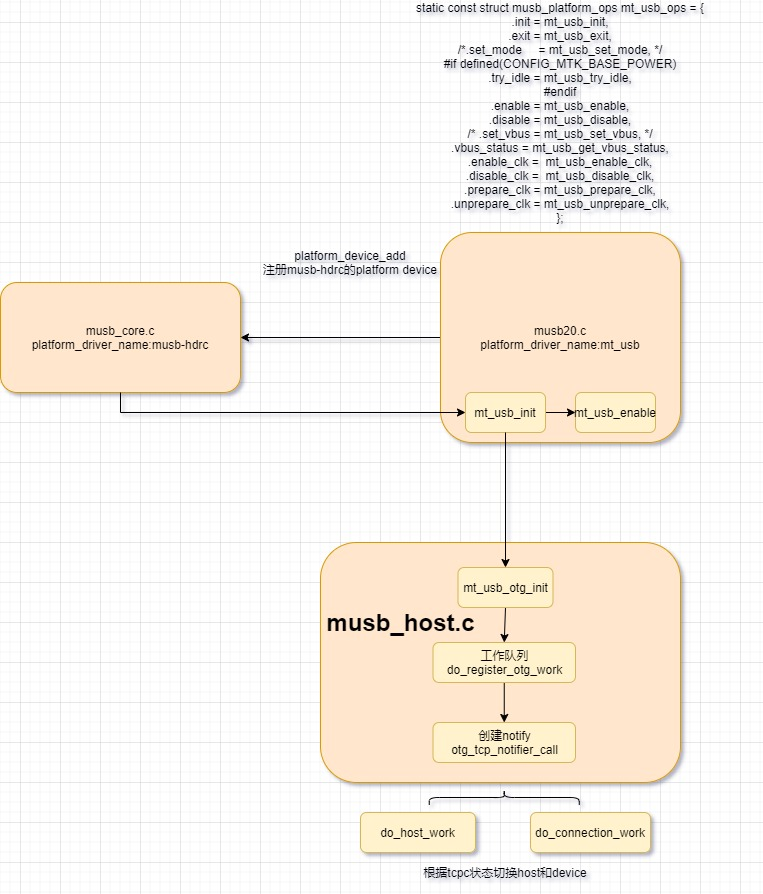 static const struct musb_platform_ops mt_usb_ops = {
.init = mt_usb_init,
.exit = mt_usb_exit,
/*.set_mode = mt_usb_set_mode, */
#if defined(CONFIG_MTK_BASE_POWER)
.try_idle = mt_usb_try_idle,
#endif
.enable = mt_usb_enable,
.disable = mt_usb_disable,
/* .set_vbus = mt_usb_set_vbus, */
.vbus_status = mt_usb_get_vbus_status,
.enable_clk = mt_usb_enable_clk,
.disable_clk = mt_usb_disable_clk,
.prepare_clk = mt_usb_prepare_clk,
.unprepare_clk = mt_usb_unprepare_clk,
};
platform_device_add
注册musb-hdrc的platform device
musb_core.c
platform_driver_name:musb-hdrc
musb20.c
platform_driver_name:mt_usb
mt_usb_init
mt_usb_enable
mt_usb_otg_init
musb_host.c
工作队列
do_register_otg_work
创建notify
otg_tcp_notifier_call
do_host_work
do_connection_work
根据tcpc状态切换host和device